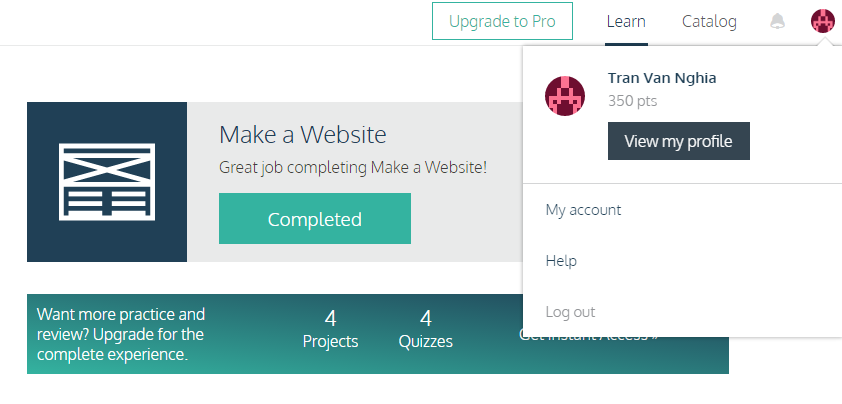 Upgrade to Pro
Learn
Catalog
Tran Van Nghia
350 pts
View my profile
My account
Help
Log out
Make a Website
Great job completing Make a Website!
Completed
Want more practice and
review? Upgrade for the
complete experience.
4
Projects
4
Quizzes
Get Instant Access »